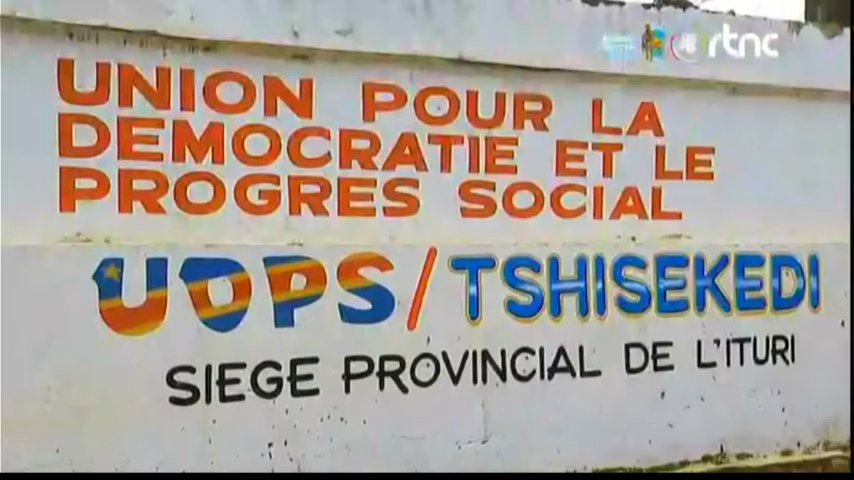 rtnc
UNION POUR LA
DEMOCRATIE ET LE
PROGRES SOCIAL
UDPS/TSHISEKEDI
SIEGE PROVINCIAL DE L'ITURI